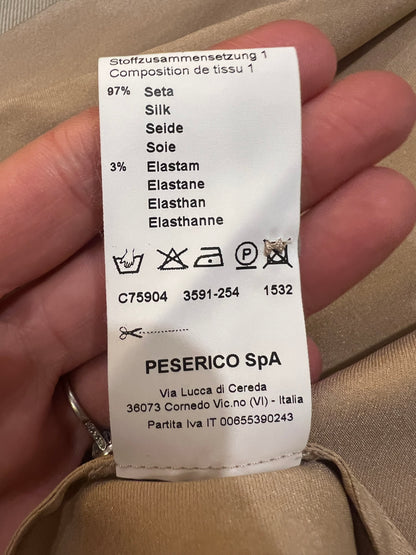 Stoffzusammensetzung 1
Composition de tissu 1
97% Seta
Silk
Seide
Soie
3% Elastam
Elastane
Elasthan
Elasthanne
P
C75904 3591-254 1532
PESERICO SpA
Via Lucca di Cereda
36073 Cornedo Vic.no (VI) - Italia
Partita Iva IT 00655390243